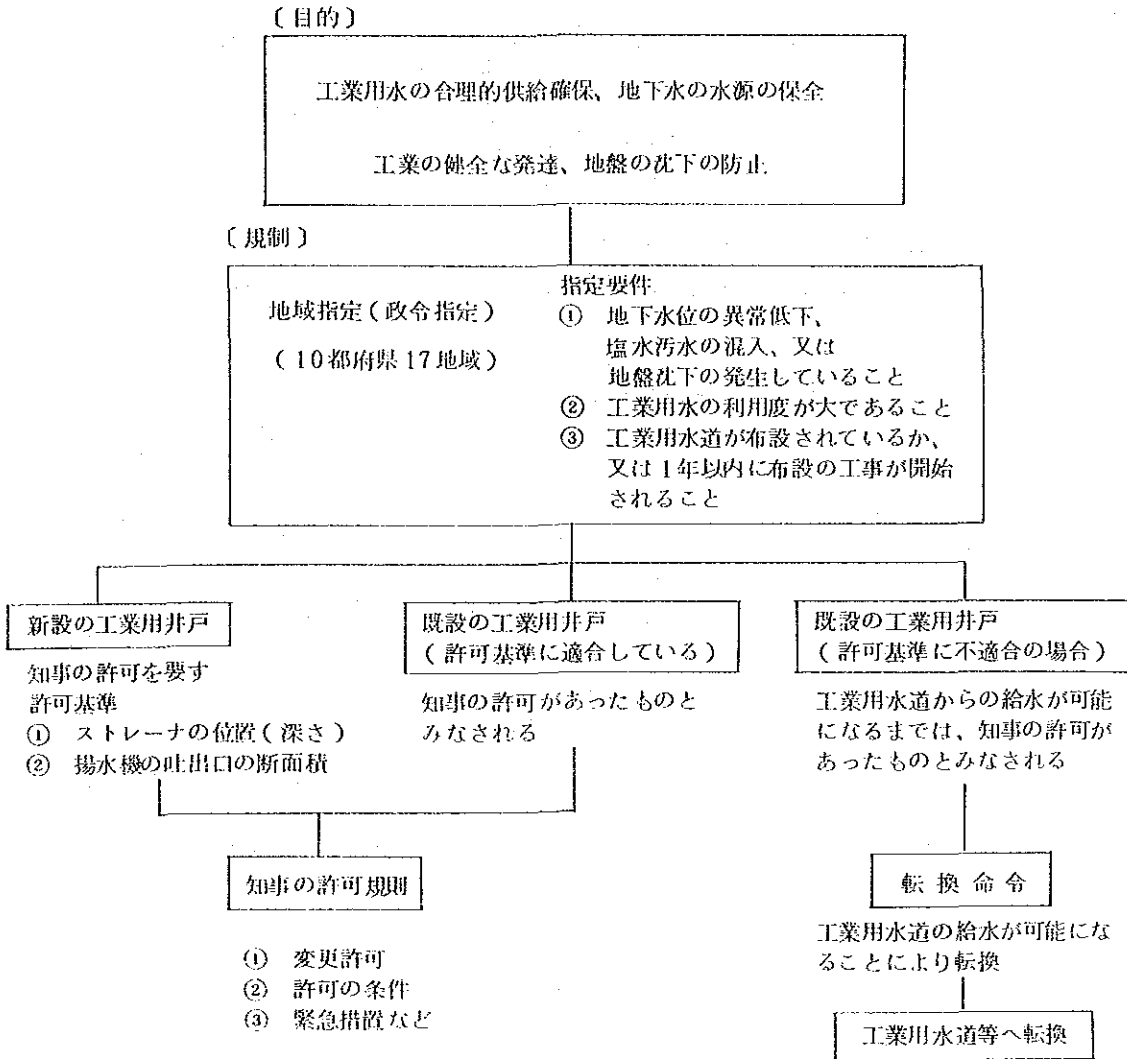 〔目的〕
工業用水の合理的供給確保、地下水の水源の保全
工業の健全な発達、地盤の沈下の防止
〔規制〕
地域指定(政令指定)
(10都府県17地域)
指定要件
① 地下水位の異常低下、
塩水汚水の混入、又は
地盤沈下の発生していること
② 工業用水の利用度が大であること
③ 工業用水道が布設されているか、
又は1年以内に布設の工事が開始
されること
新設の工業用井戸
知事の許可を要す
許可基準
① ストレーナの位置(深さ)
② 揚水機の吐出口の断面積
既設の工業用井戸
(許可基準に適合している)
知事の許可があったものと
みなされる
既設の工業用井戸
(許可基準に不適合の場合)
工業用水道からの給水が可能
になるまでは、知事の許可が
あったものとみなされる
知事の許可規則
① 変更許可
② 許可の条件
③ 緊急措置など
転換命令
工業用水道の給水が可能にな
ることにより転換
工業用水道等へ転換